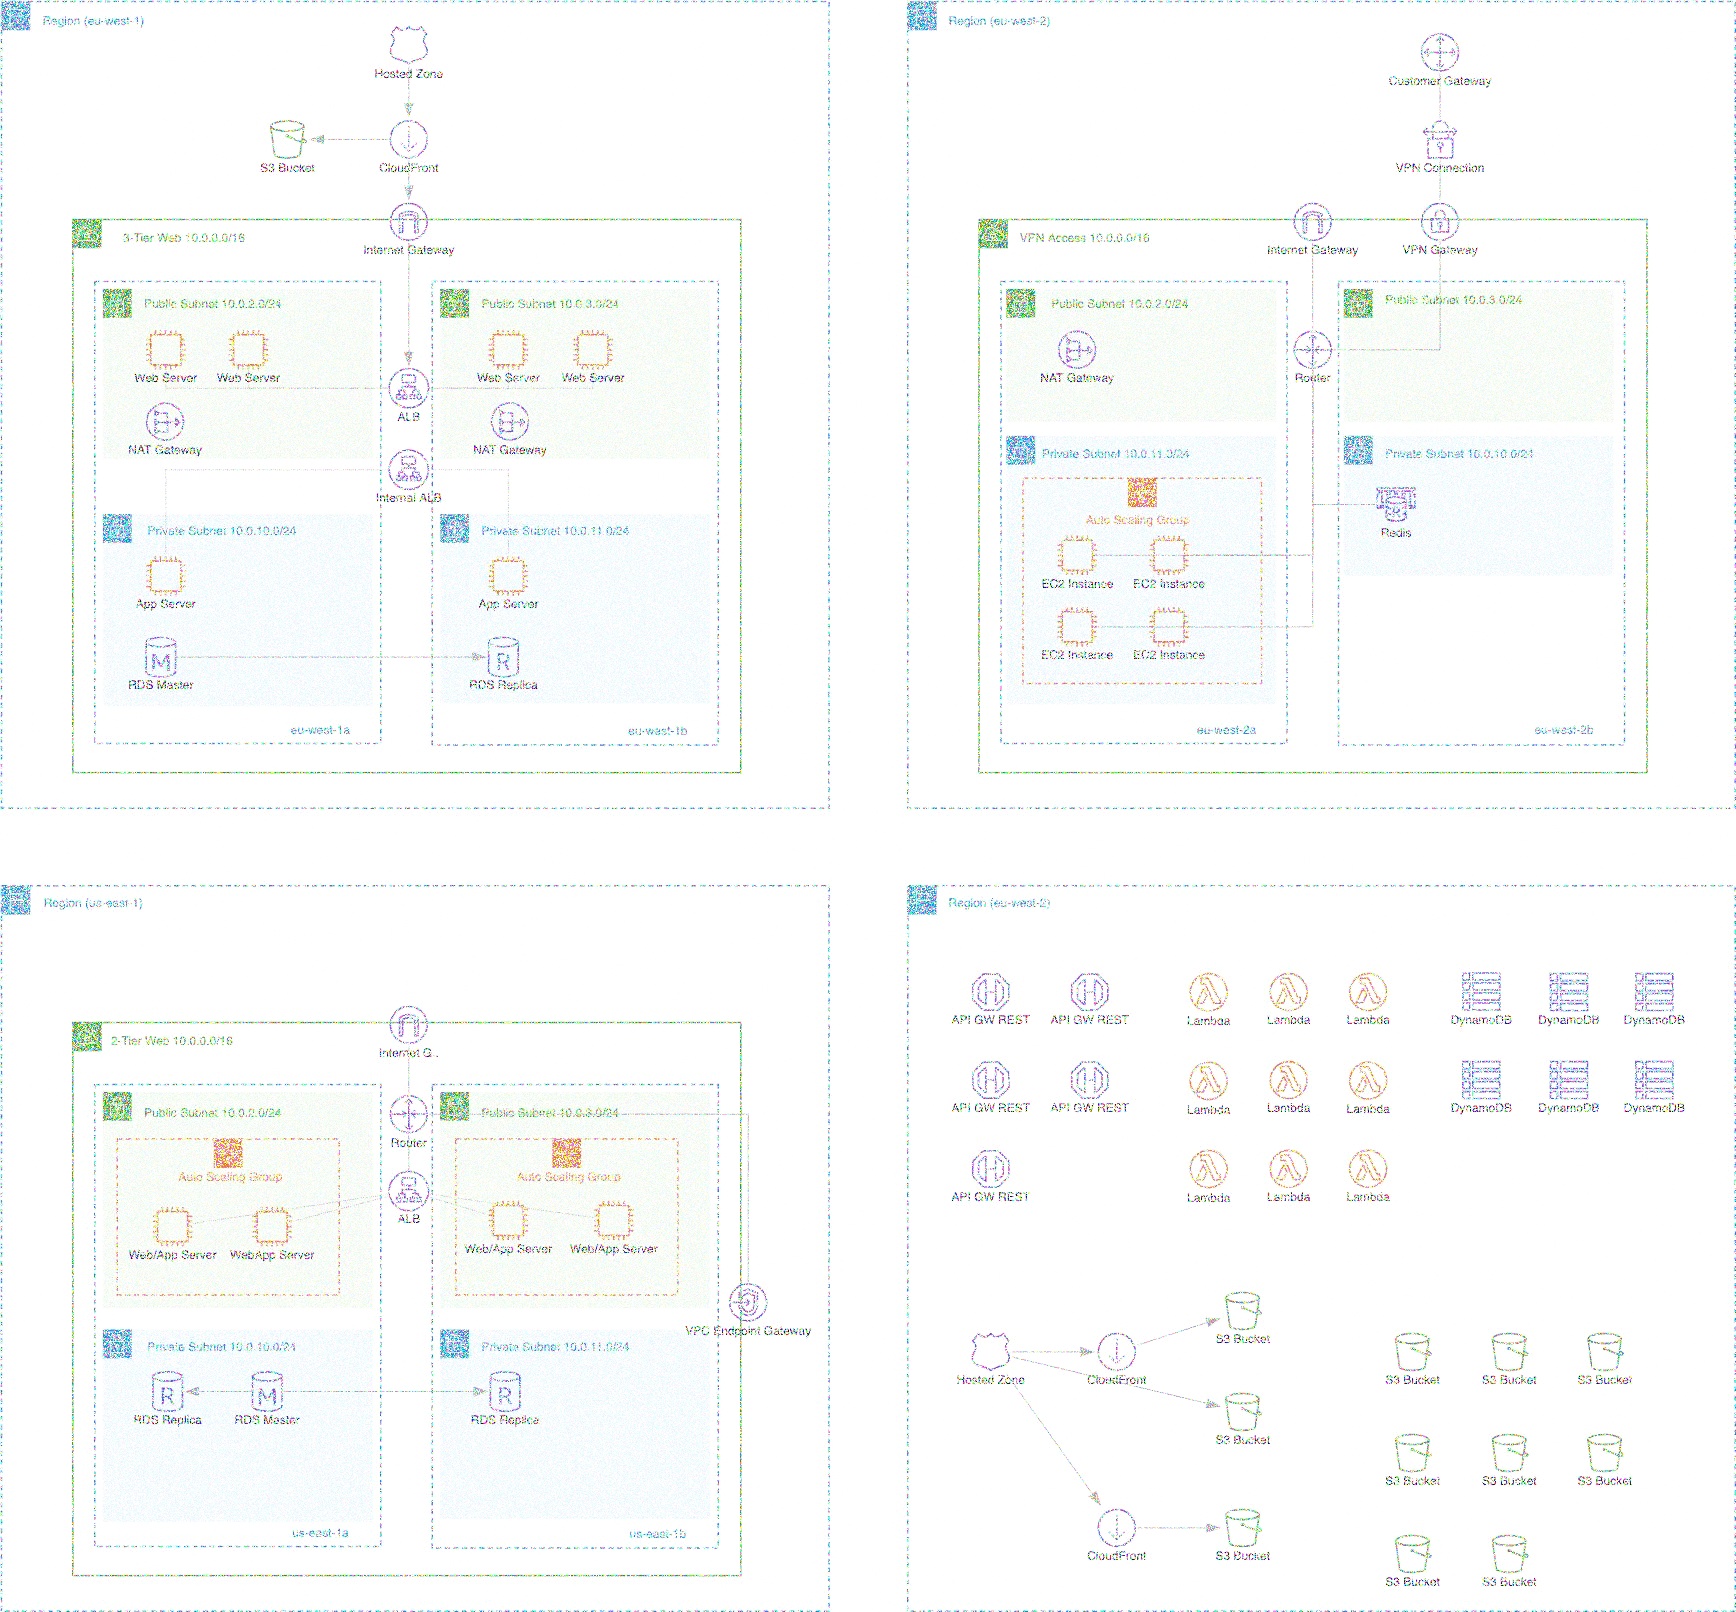 Region (eu-west-1)
Hosted Zone
S3 Bucket
CloudFront
3-Tier Web 10.0.0.0/16
Internet Gateway
Public Subnet 10.0.2.0/24
Public Subnet 10.0.3.0/24
Web Server
Web Server
Web Server
Web Server
ALB
NAT Gateway
NAT Gateway
Internal ALB
Private Subnet 10.0.10.0/24
Private Subnet 10.0.11.0/24
App Server
App Server
M
R
RDS Master
RDS Replica
eu-west-1a
eu-west-1b
Region (eu-west-2)
Customer Gateway
VPN Connection
VPN Access 10.0.0.0/16
Internet Gateway
VPN Gateway
Public Subnet 10.0.2.0/24
Public Subnet 10.0.3.0/24
NAT Gateway
Router
Private Subnet 10.0.11.0/24
Private Subnet 10.0.10.0/24
Auto Scaling Group
R
Redis
EC2 Instance
EC2 Instance
EC2 Instance
EC2 Instance
eu-west-2a
eu-west-2b
Region (us-east-1)
2-Tier Web 10.0.0.0/16
Internet G..
Public Subnet 10.0.2.0/24
Public Subnet 10.0.3.0/24
Router
Auto Scaling Group
Auto Scaling Group
ALB
Web/App Server
WebApp Server
Web/App Server
Web/App Server
VPC Endpoint Gateway
Private Subnet 10.0.10.0/24
Private Subnet 10.0.11.0/24
R
M
R
RDS Replica
RDS Master
RDS Replica
us-east-1a
us-east-1b
Region (eu-west-2)
API GW REST
API GW REST
Lambda
Lambda
Lambda
DynamoDB
DynamoDB
DynamoDB
API GW REST
API GW REST
Lambda
Lambda
Lambda
DynamoDB
DynamoDB
DynamoDB
API GW REST
Lambda
Lambda
Lambda
S3 Bucket
Hosted Zone
CloudFront
S3 Bucket
S3 Bucket
S3 Bucket
S3 Bucket
S3 Bucket
S3 Bucket
S3 Bucket
CloudFront
S3 Bucket
S3 Bucket
S3 Bucket